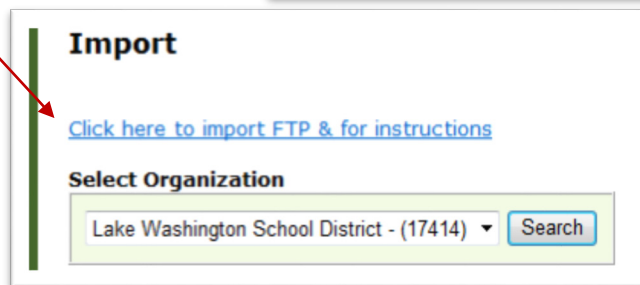 Import
Click here to import FTP & for instructions
Select Organization
Lake Washington School District - (17414) Search